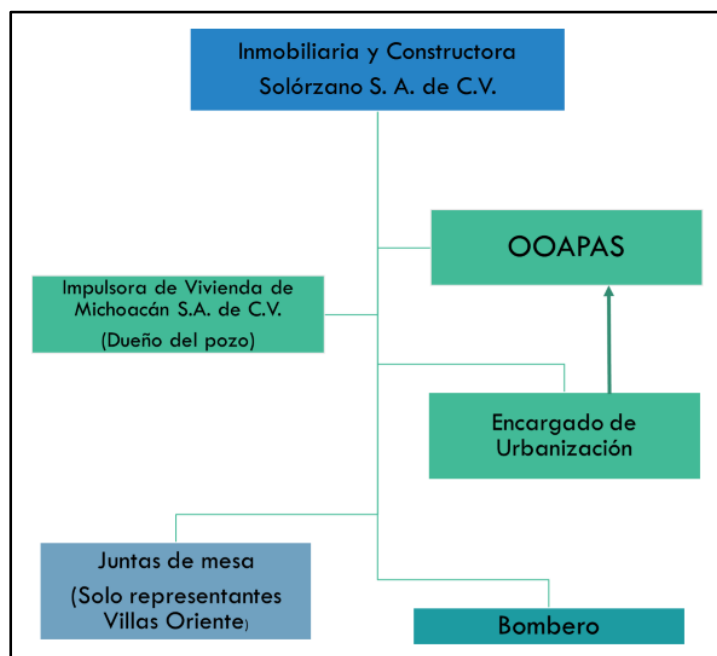 Inmobiliaria y Constructora
Solórzano S. A. de C.V.
OOAPAS
Impulsora de Vivienda de
Michoacán S.A. de C.V.
(Dueño del pozo)
Encargado de
Urbanización
Juntas de mesa
(Solo representantes
Villas Oriente)
Bombero